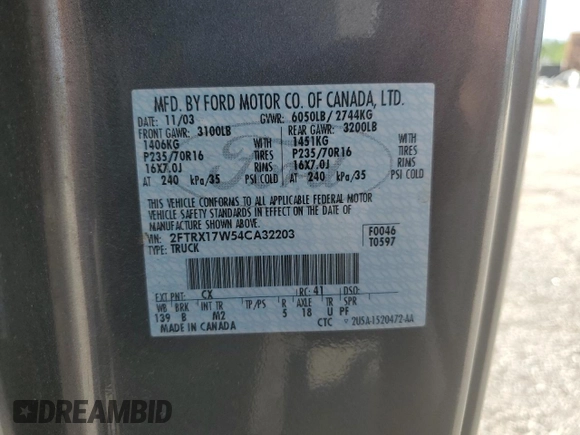 MFD. BY FORD MOTOR CO. OF CANADA, LTD.
DATE: 11/03 GVWR: 6050LB/ 2744KG
FRONT GAWR: 3100LB REAR GAWR: 3200LB
1406KG WITH 1451KG WITH
P235/70R16 TIRES P235/70R16 TIRES
16X7.0J RIMS 16X7.0J RIMS
AT 240 kPa/35 PSI COLD AT 240 kPa/35 PSI COLD
Ford
THIS VEHICLE CONFORMS TO ALL APPLICABLE FEDERAL MOTOR
VEHICLE SAFETY STANDARDS IN EFFECT ON THE DATE OF MANUFACTURE
SHOWN ABOVE.
VIN: 2FTRX17W54CA32203 F0046
TYPE: TRUCK T0597
EXT PNT: CX RC: 41 DSO:
WB BRK INT TR TP/PS R AXLE TR SPR
139 B M2 5 18 U PF
MADE IN CANADA CTC 2U5A-1520472-AA
DREAMBID